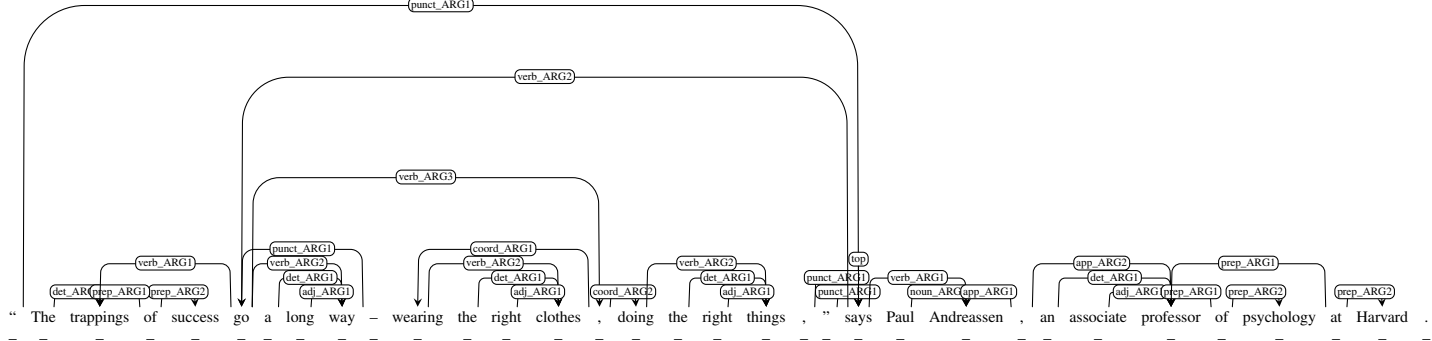 punct_ARG1
verb_ARG2
verb_ARG3
punct_ARG1 coord_ARG1 top
verb_ARG1 verb_ARG2 verb_ARG2 verb_ARG2 app_ARG2 prep_ARG1
det_ARG1 det_ARG1 det_ARG1 punct_ARG1 verb_ARG1 det_ARG1
prep_ARG1 prep_ARG2 adj_ARG1 adj_ARG1 coord_ARG2 adj_ARG1 punct_ARG1 app_ARG1 prep_ARG1 prep_ARG2 prep_ARG2
“ The trappings of success go a long way – wearing the right clothes , doing the right things , ” says Paul Andreassen , an associate professor of psychology at Harvard .
_ _ _ _ _ _ _ _ _ _ _ _ _ _ _ _ _ _ _ _ _ _ _ _ _ _ _ _ _ _ _ _ _ _